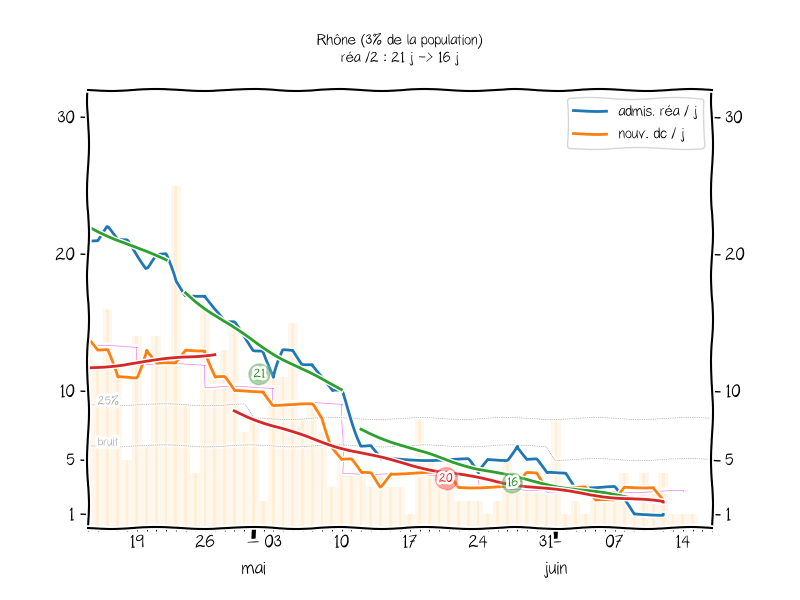 Rhône (3% de la population)
réa /2 : 21 j -> 16 j
admis. réa / j
nouv. dc / j
30
30
20
20
10
10
5
5
1
1
25%
bruit
21
20
16
19 26 03 10 17 24 31 07 14
mai juin